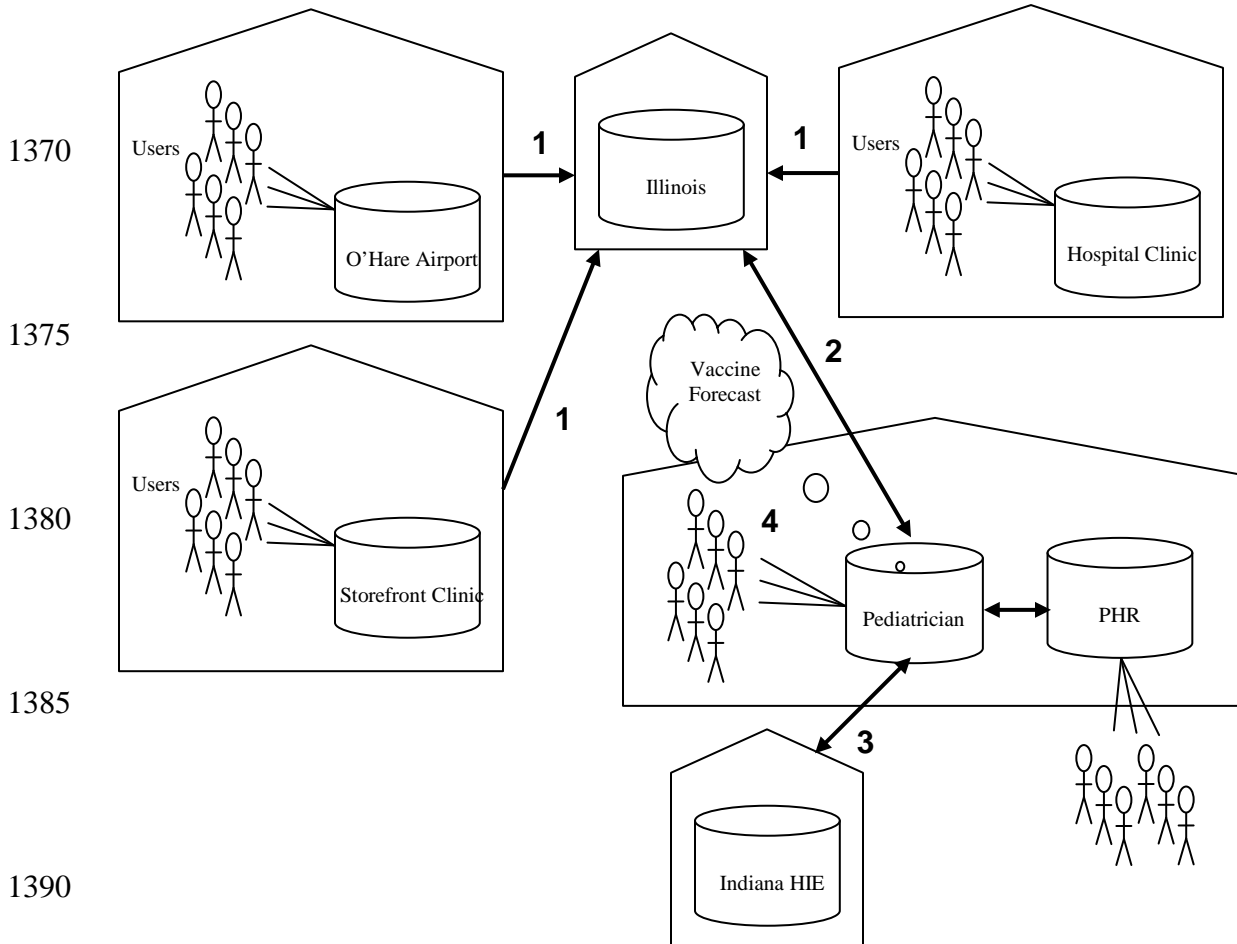 1370
Users
O'Hare Airport
1
Illinois
1
Users
Hospital Clinic
1375
Users
Storefront Clinic
1
Vaccine
Forecast
2
1380
4
Pediatrician
PHR
1385
3
Indiana HIE
1390